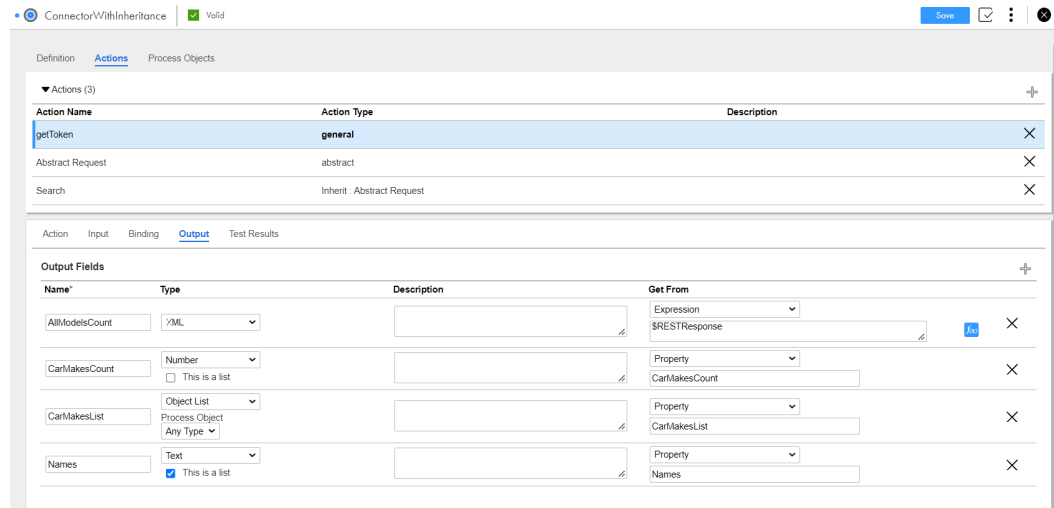 ConnectorWithInheritance Valid Save
Definition Actions Process Objects
Actions (3)
Action Name Action Type Description
getToken general
Abstract Request abstract
Search Inherit : Abstract Request
Action Input Binding Output Test Results
Output Fields
Name* Type Description Get From
AllModelsCount XML Expression
$RESTResponse f(x)
CarMakesCount Number Property
This is a list CarMakesCount
CarMakesList Object List Property
Process Object CarMakesList
Any Type
Names Text Property
This is a list Names